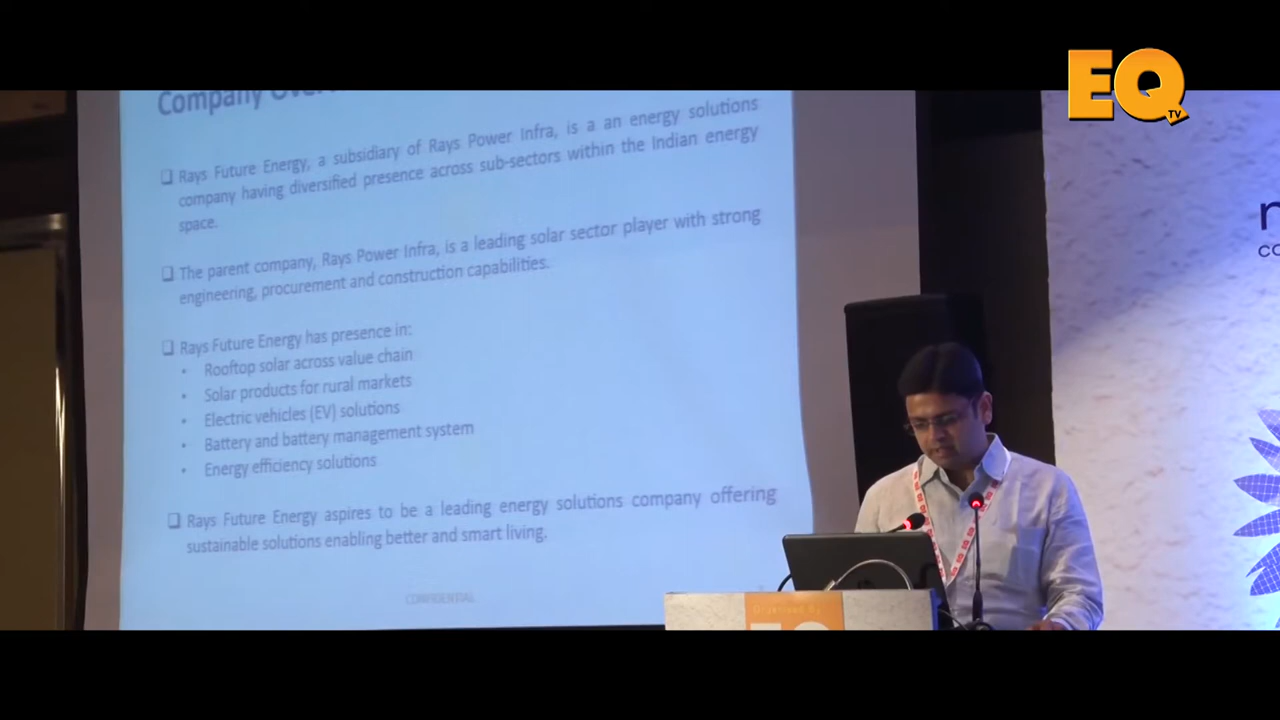 EQ
TV
Company
Rays Future Energy, a subsidiary of Rays Power Infra, is a an energy solutions
company having diversified presence across sub-sectors within the Indian energy
space.
The parent company, Rays Power Infra, is a leading solar sector player with strong
engineering, procurement and construction capabilities.
Rays Future Energy has presence in:
• Rooftop solar across value chain
• Solar products for rural markets
• Electric vehicles (EV) solutions
• Battery and battery management system
• Energy efficiency solutions
Rays Future Energy aspires to be a leading energy solutions company offering
sustainable solutions enabling better and smart living.
CONFIDENTIAL
Organised By
EQ